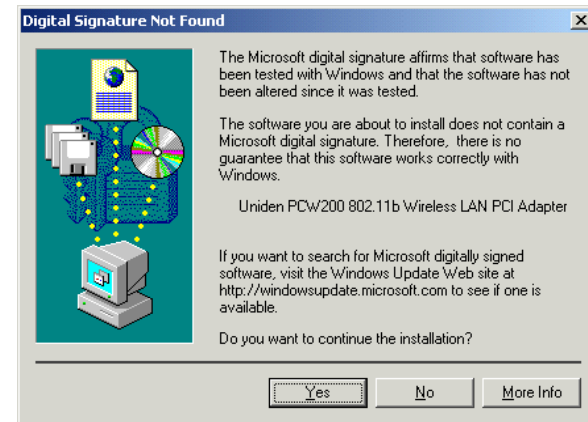 Digital Signature Not Found
The Microsoft digital signature affirms that software has
been tested with Windows and that the software has not
been altered since it was tested.
The software you are about to install does not contain a
Microsoft digital signature. Therefore, there is no
guarantee that this software works correctly with
Windows.
Uniden PCW200 802.11b Wireless LAN PCI Adapter
If you want to search for Microsoft digitally signed
software, visit the Windows Update Web site at
http://windowsupdate.microsoft.com to see if one is
available.
Do you want to continue the installation?
Yes No More Info